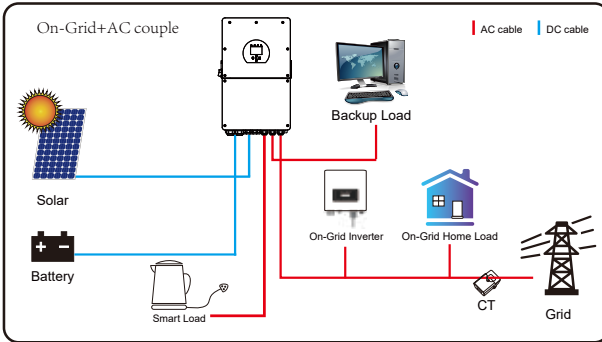 On-Grid+AC couple
AC cable
DC cable
Backup Load
Solar
On-Grid Inverter
On-Grid Home Load
Battery
Smart Load
CT
Grid